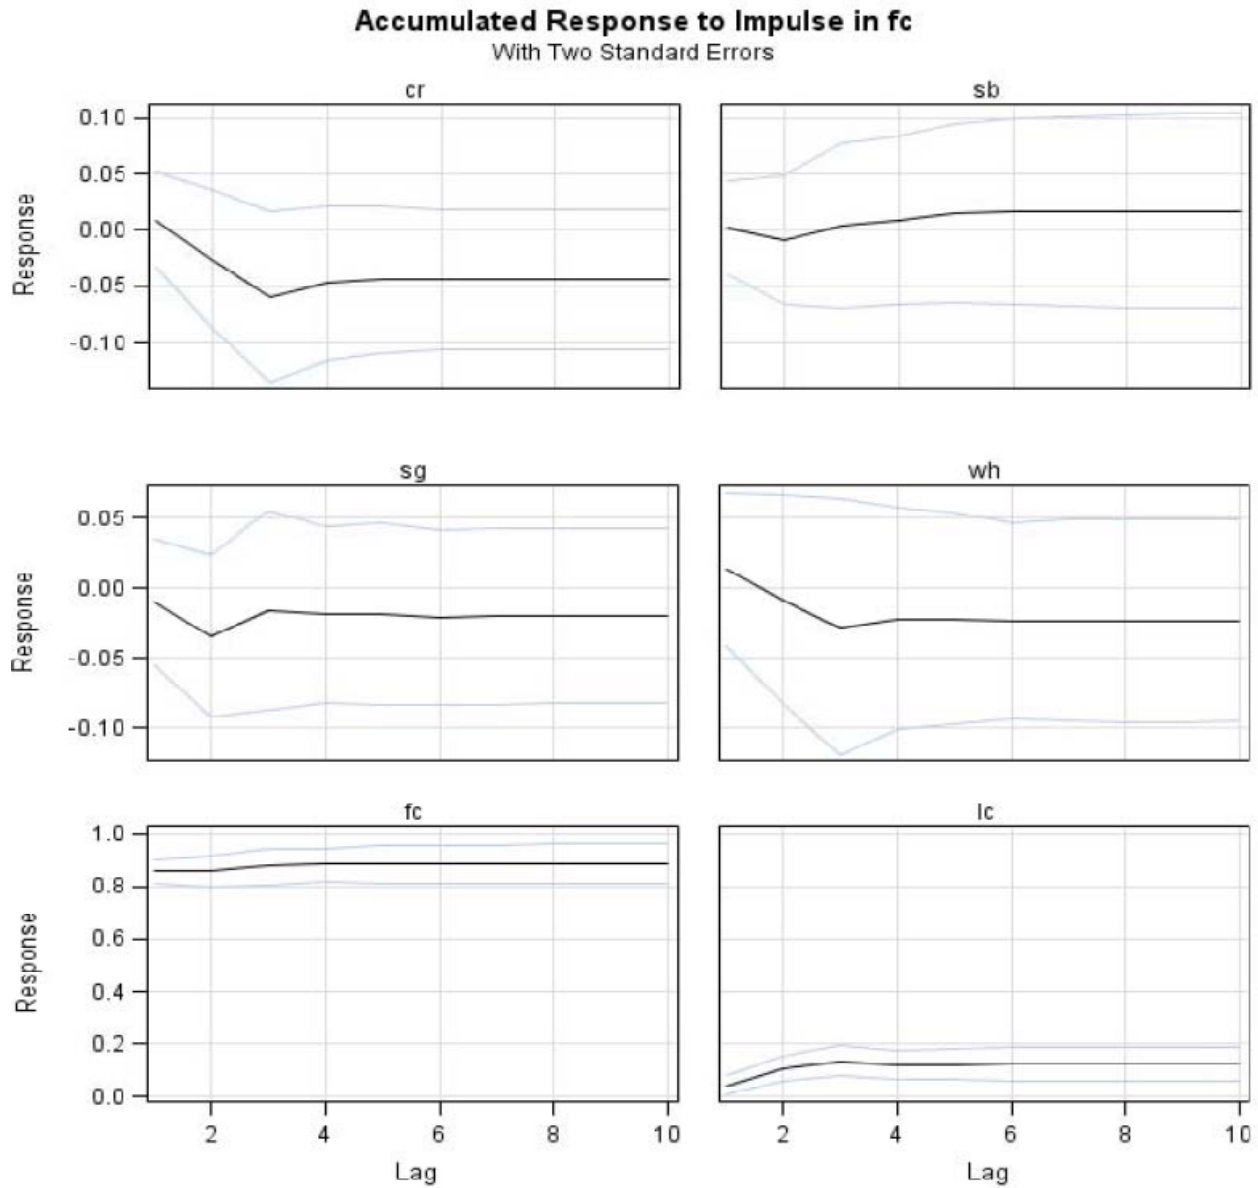 Accumulated Response to Impulse in fc
With Two Standard Errors
cr
sb
Response
0.10
0.05
0.00
-0.05
-0.10
sg
wh
Response
0.05
0.00
-0.05
-0.10
fc
lc
Response
1.0
0.8
0.6
0.4
0.2
0.0
2 4 6 8 10
2 4 6 8 10
Lag
Lag